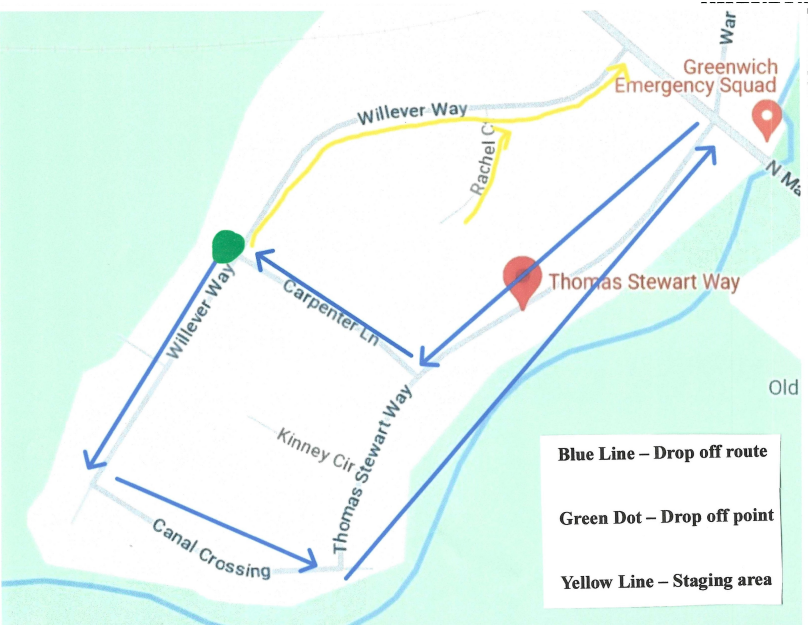 War
Greenwich
Emergency Squad
Willever Way
Rachel C
N Ma
Thomas Stewart Way
Willever Way
Carpenter Ln
Old
Thomas Stewart Way
Kinney Cir
Canal Crossing
Blue Line – Drop off route
Green Dot – Drop off point
Yellow Line – Staging area